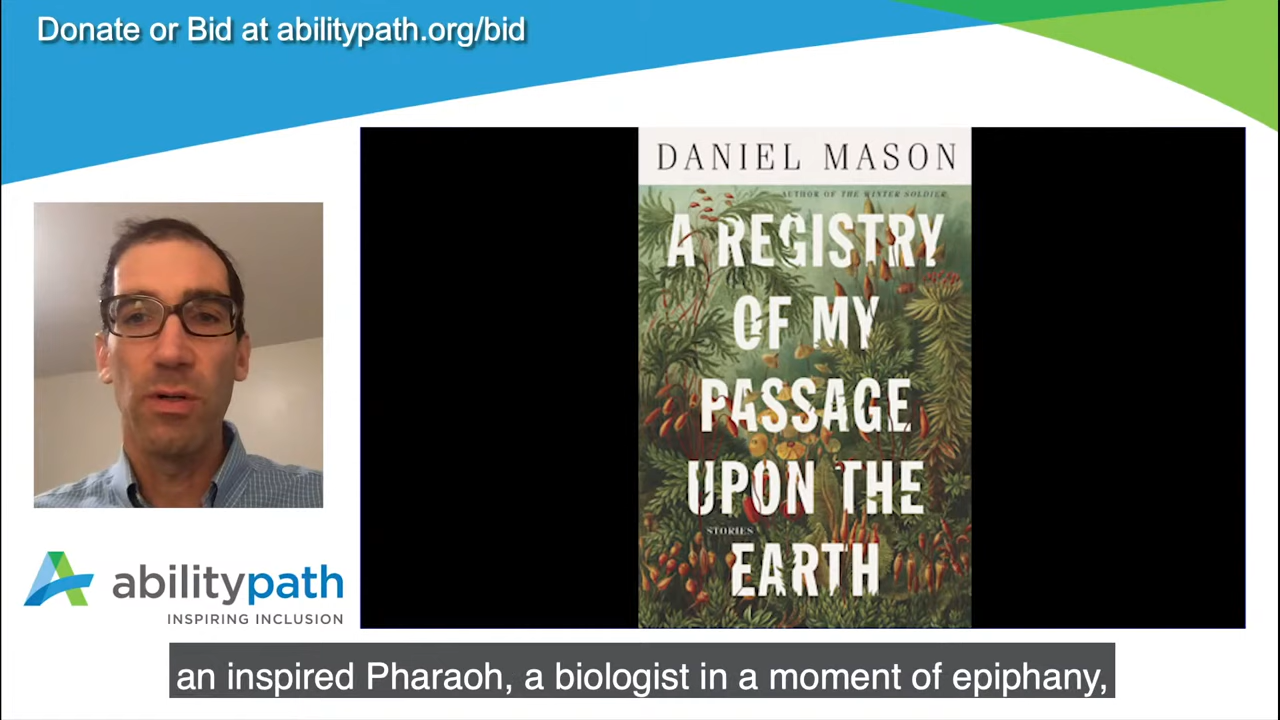 Donate or Bid at abilitypath.org/bid
DANIEL MASON
AUTHOR OF THE WINTER SOLDIER
A REGISTRY
OF MY
PASSAGE
UPON THE
STORIES
EARTH
abilitypath
INSPIRING INCLUSION
an inspired Pharaoh, a biologist in a moment of epiphany,